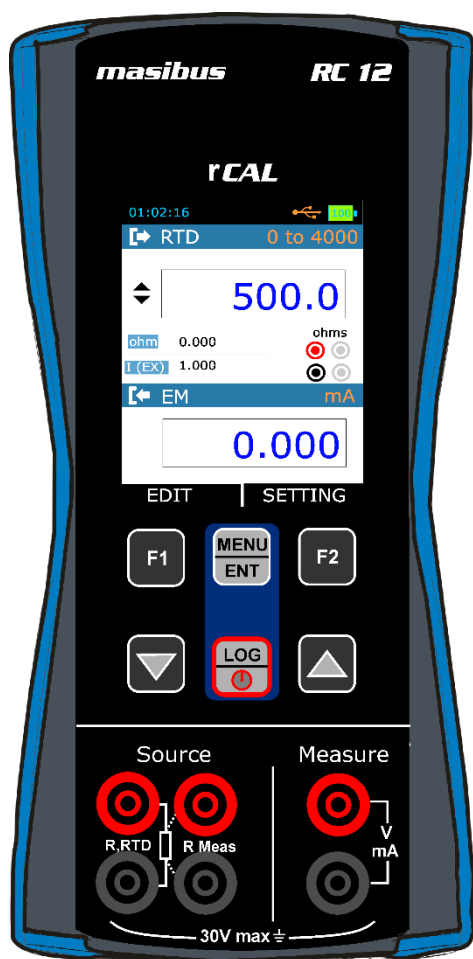 masibus RC 12
rCAL
01:02:16 100
RTD 0 to 4000
500.0
ohms
ohm 0.000
I (EX) 1.000
EM mA
0.000
EDIT SETTING
F1 MENU F2
ENT
LOG
Source Measure
R,RTD R Meas V
mA
30V max